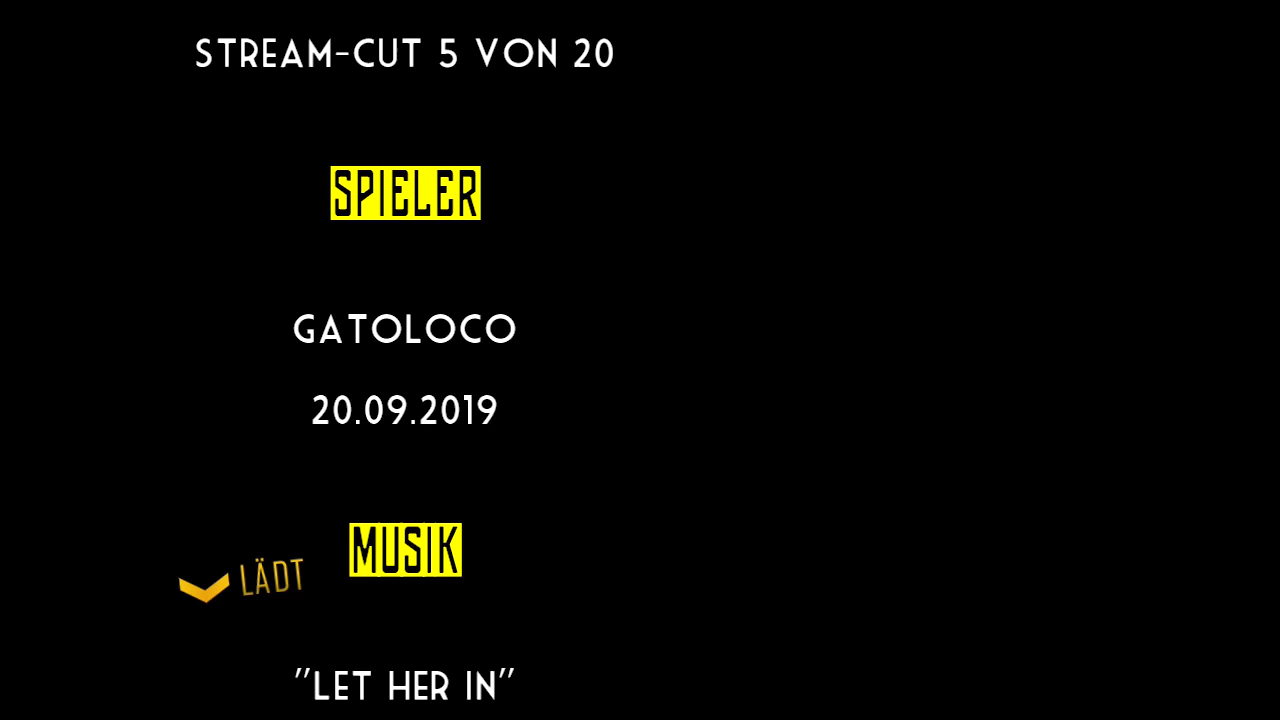 STREAM-CUT 5 VON 20
SPIELER
GATOLOCO
20.09.2019
MUSIK
LÄDT
"LET HER IN"